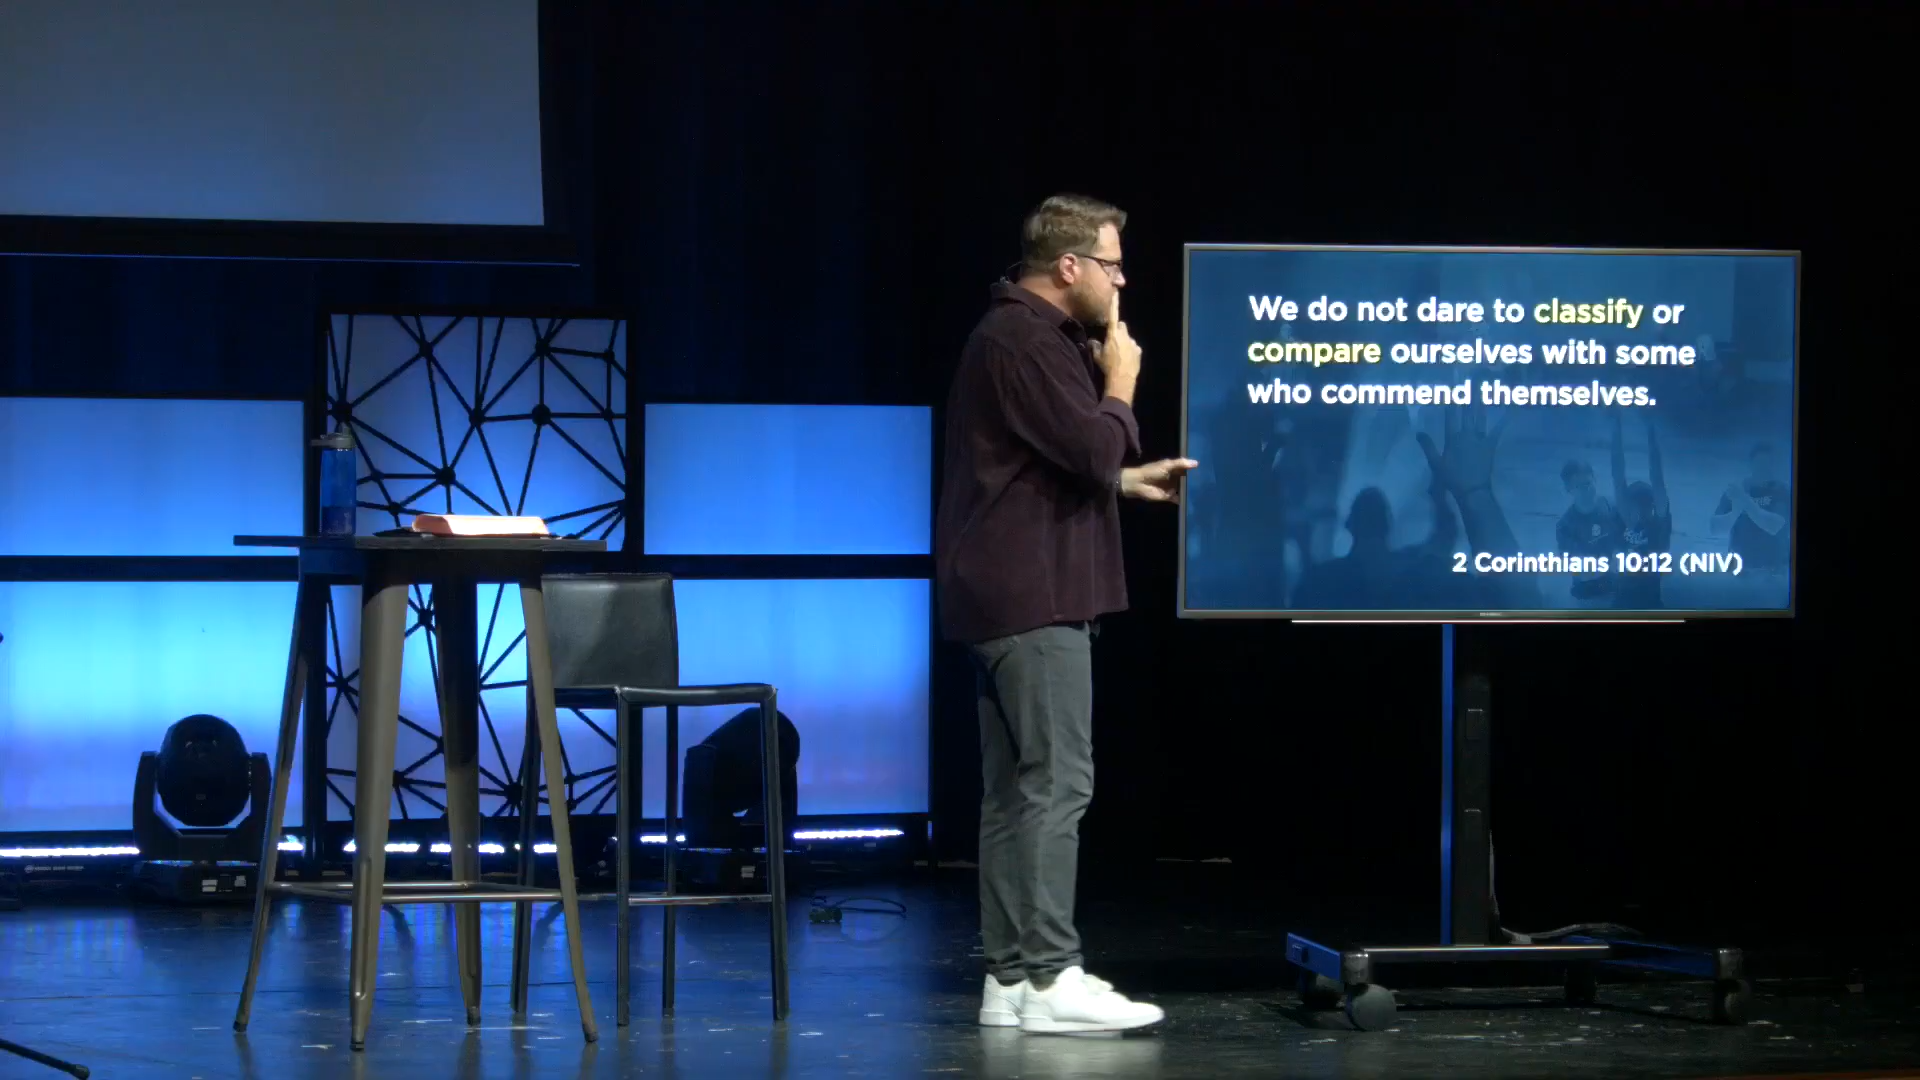 We do not dare to classify or
compare ourselves with some
who commend themselves.
2 Corinthians 10:12 (NIV)